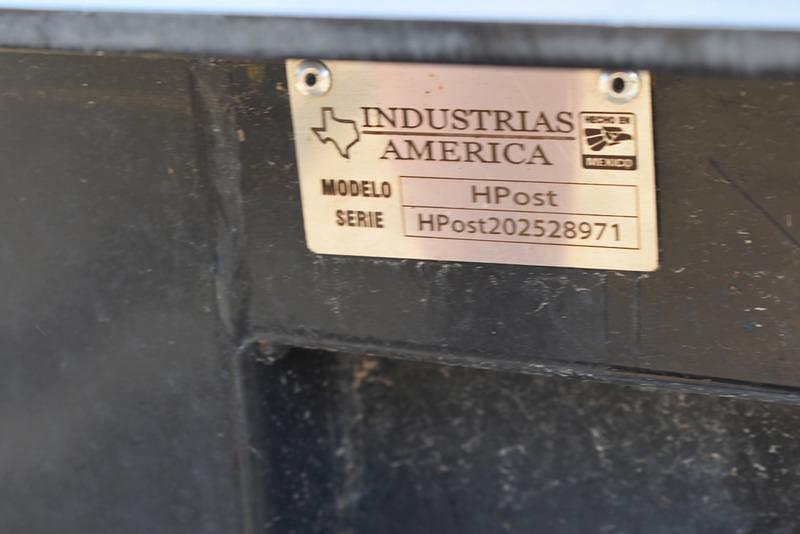 INDUSTRIAS
AMERICA
HECHO EN
MEXICO
MODELO HPost
SERIE HPost202528971